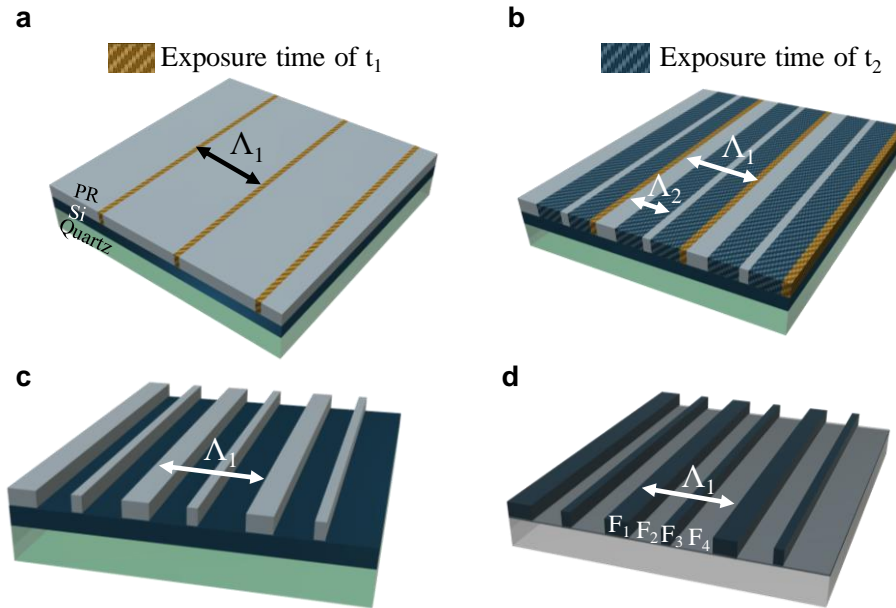 a
Exposure time of t₁
Λ₁
PR
Si
Quartz
b
Exposure time of t₂
Λ₁
Λ₂
c
Λ₁
d
Λ₁
F₁ F₂ F₃ F₄